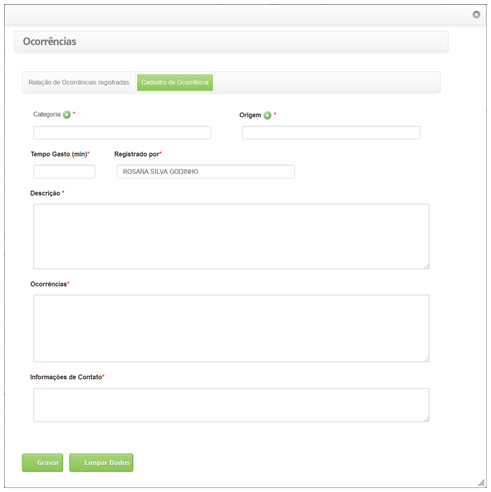 Ocorrências
Relação de Ocorrências registradas Cadastro de Ocorrência
Categoria * Origem *
Tempo Gasto (min)* Registrado por*
ROSANA SILVA GODINHO
Descrição *
Ocorrências*
Informações de Contato*
Gravar Limpar Dados